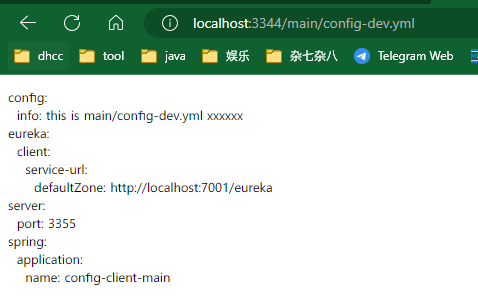 localhost:3344/main/config-dev.yml
dhcc tool java 娱乐 杂七杂八 Telegram Web
config:
  info: this is main/config-dev.yml xxxxxx
eureka:
  client:
    service-url:
      defaultZone: http://localhost:7001/eureka
server:
  port: 3355
spring:
  application:
    name: config-client-main